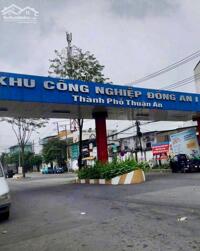 KHU CÔNG NGHIỆP ĐỒNG AN I
Thành Phố Thuận An